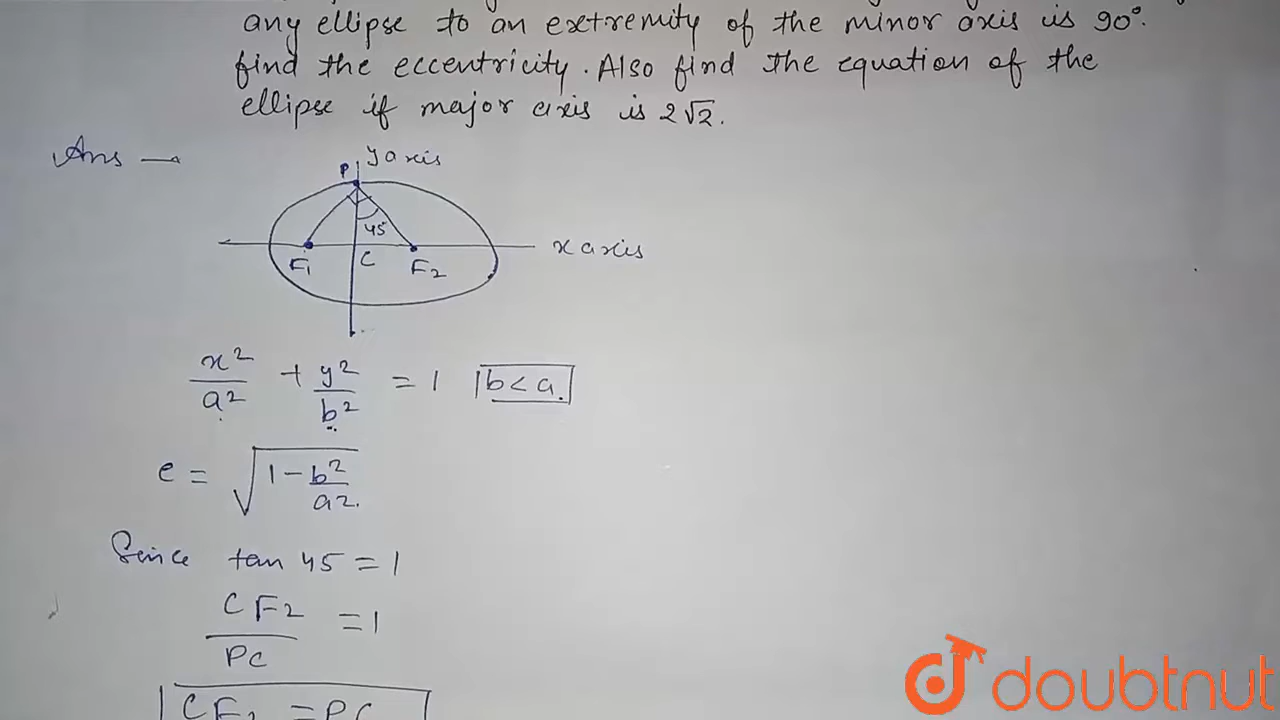 any ellipse to an extremity of the minor axis is 90°.
find the eccentricity. Also find the equation of the
ellipse if major axis is 2√2.
Ans →
P
y axis
45
x axis
F1
C
F2
x²/a² + y²/b² = 1 b < a.
e = √(1 - b²/a2.)
Since tan 45 = 1
CF2/PC = 1
CF2 = PC
doubtnut